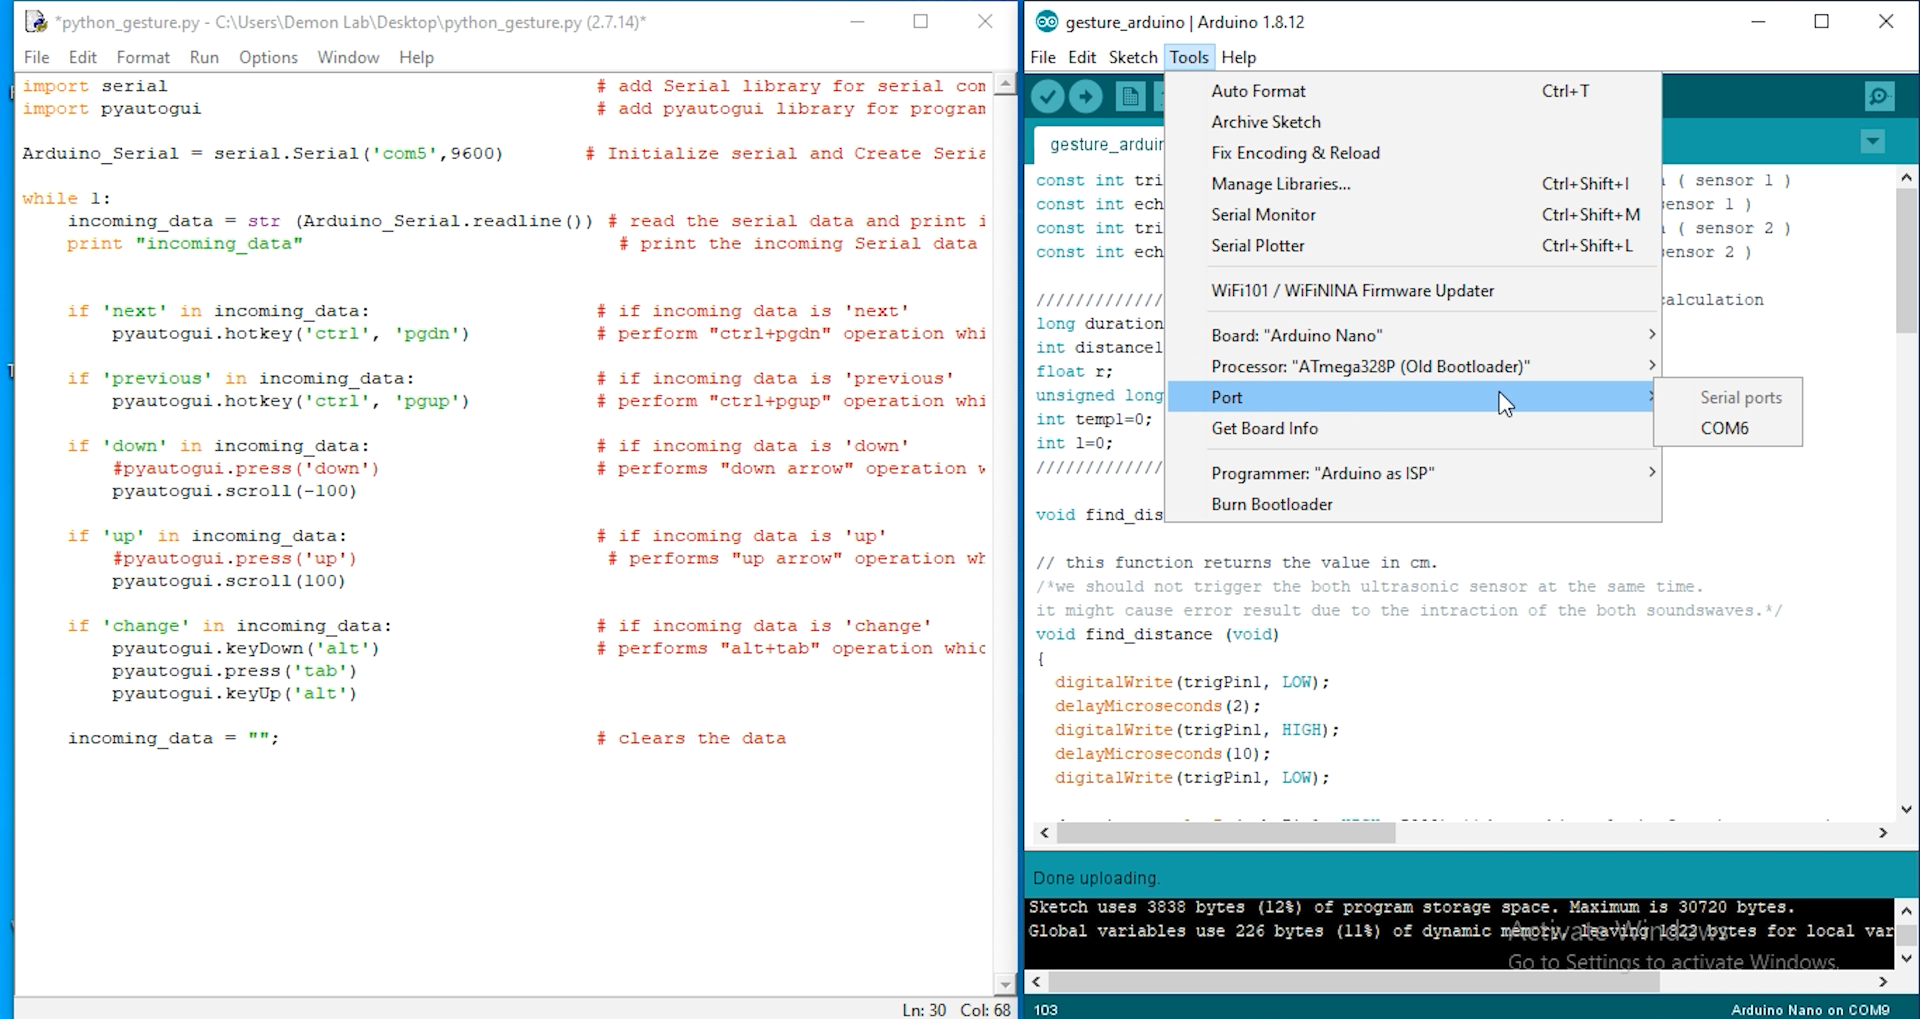 *python_gesture.py - C:\Users\Demon Lab\Desktop\python_gesture.py (2.7.14)*
File Edit Format Run Options Window Help
import serial # add Serial library for serial com
import pyautogui # add pyautogui library for program
Arduino_Serial = serial.Serial('com5',9600) # Initialize serial and Create Seria
while 1:
incoming_data = str (Arduino_Serial.readline()) # read the serial data and print i
print "incoming_data" # print the incoming Serial data
if 'next' in incoming_data: # if incoming data is 'next'
pyautogui.hotkey('ctrl', 'pgdn') # perform "ctrl+pgdn" operation whi
if 'previous' in incoming_data: # if incoming data is 'previous'
pyautogui.hotkey('ctrl', 'pgup') # perform "ctrl+pgup" operation whi
if 'down' in incoming_data: # if incoming data is 'down'
#pyautogui.press('down') # performs "down arrow" operation w
pyautogui.scroll(-100)
if 'up' in incoming_data: # if incoming data is 'up'
#pyautogui.press('up') # performs "up arrow" operation wh
pyautogui.scroll(100)
if 'change' in incoming_data: # if incoming data is 'change'
pyautogui.keyDown('alt') # performs "alt+tab" operation whic
pyautogui.press('tab')
pyautogui.keyUp('alt')
incoming_data = ""; # clears the data
Ln: 30 Col: 68
gesture_arduino | Arduino 1.8.12
File Edit Sketch Tools Help
Auto Format Ctrl+T
Archive Sketch
Fix Encoding & Reload
Manage Libraries... Ctrl+Shift+I
Serial Monitor Ctrl+Shift+M
Serial Plotter Ctrl+Shift+L
WiFi101 / WiFiNINA Firmware Updater
Board: "Arduino Nano"
Processor: "ATmega328P (Old Bootloader)"
Port
Get Board Info
Programmer: "Arduino as ISP"
Burn Bootloader
Serial ports
COM6
gesture_arduin
const int tri ( sensor 1 )
const int ech ensor 1 )
const int tri ( sensor 2 )
const int ech ensor 2 )
///////////// calculation
long duration
int distance1
float r;
unsigned long
int temp1=0;
int l=0;
/////////////
void find_dis
// this function returns the value in cm.
/*we should not trigger the both ultrasonic sensor at the same time.
it might cause error result due to the intraction of the both soundswaves.*/
void find_distance (void)
{
digitalWrite(trigPin1, LOW);
delayMicroseconds(2);
digitalWrite(trigPin1, HIGH);
delayMicroseconds(10);
digitalWrite(trigPin1, LOW);
Done uploading.
Sketch uses 3838 bytes (12%) of program storage space. Maximum is 30720 bytes.
Global variables use 226 bytes (11%) of dynamic memory, leaving 1822 bytes for local var
Activate Windows
Go to Settings to activate Windows.
103
Arduino Nano on COM9